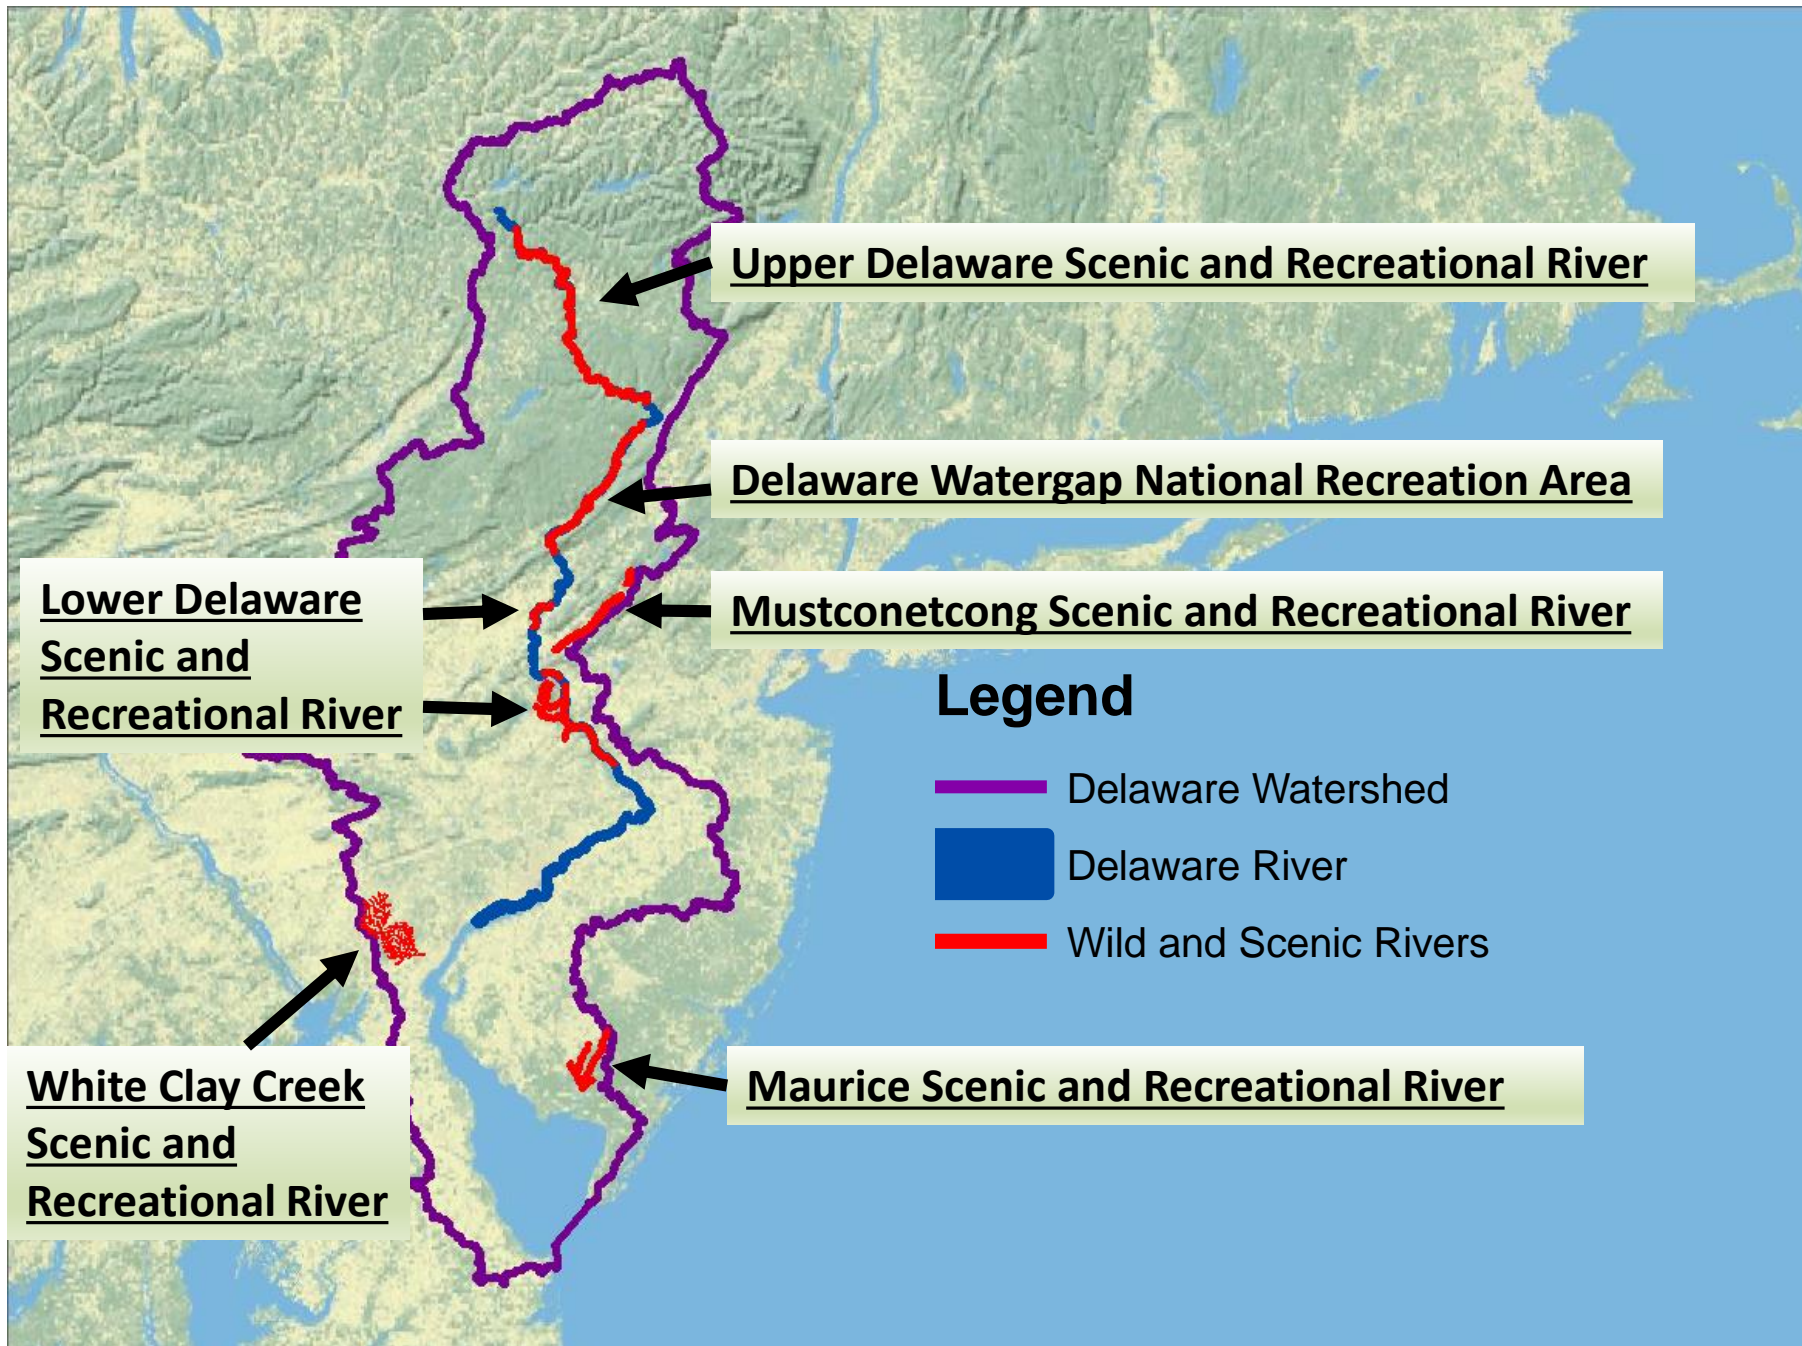 Upper Delaware Scenic and Recreational River
Delaware Watergap National Recreation Area
Lower Delaware
Scenic and
Recreational River
Mustconetcong Scenic and Recreational River
Legend
Delaware Watershed
Delaware River
Wild and Scenic Rivers
White Clay Creek
Scenic and
Recreational River
Maurice Scenic and Recreational River